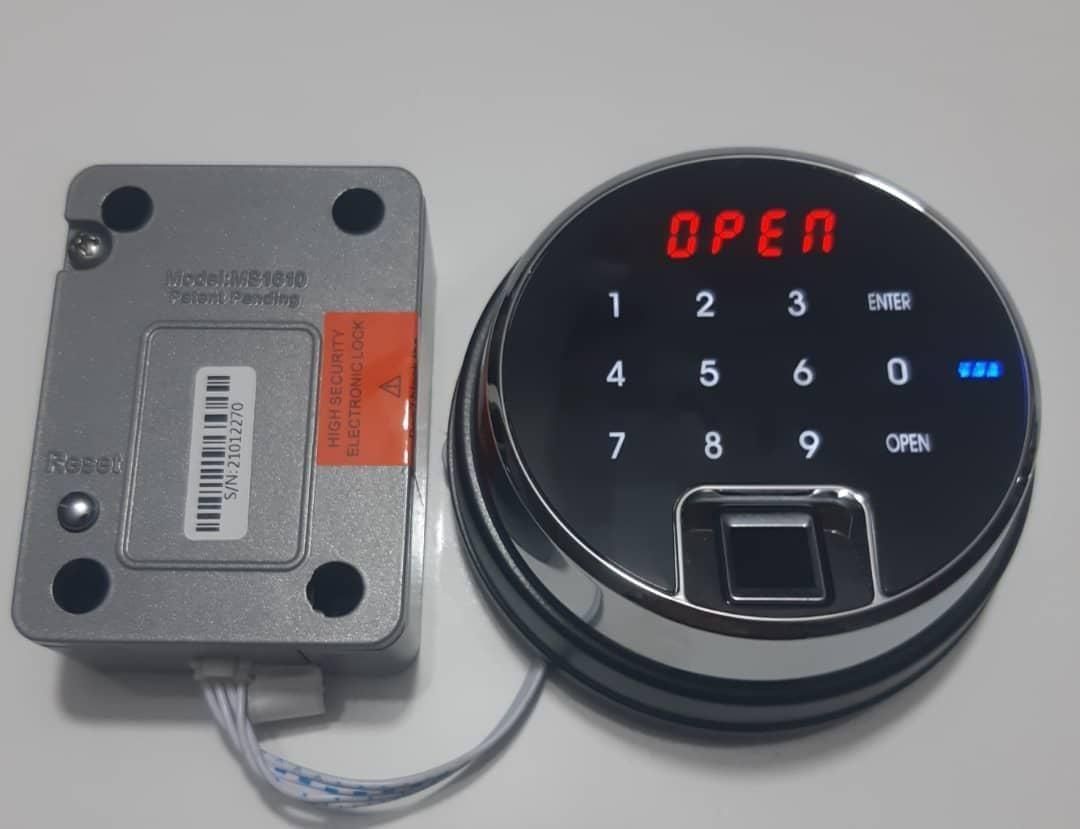 Model:MS1610
Patent Pending
HIGH SECURITY
ELECTRONIC LOCK
S/N:21012270
Reset
OPEN
1 2 3 ENTER
4 5 6 0
7 8 9 OPEN